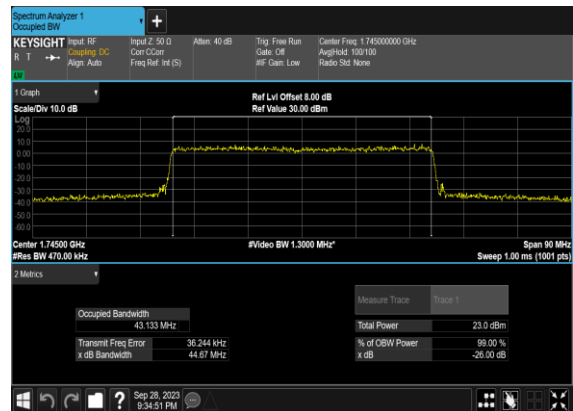 Spectrum Analyzer 1
Occupied BW
+
KEYSIGHT Input: RF Input Z: 50 Ω Atten: 40 dB Trig: Free Run Center Freq: 1.745000000 GHz
R T Coupling: DC Corr CCorr Gate: Off Avg|Hold: 100/100
Align: Auto Freq Ref: Int (S) #IF Gain: Low Radio Std: None
LV
1 Graph
Ref Lvl Offset 8.00 dB
Scale/Div 10.0 dB Ref Value 30.00 dBm
Log
20.0
10.0
0.00
-10.0
-20.0
-30.0
-40.0
-50.0
-60.0
Center 1.74500 GHz #Video BW 1.3000 MHz* Span 90 MHz
#Res BW 470.00 kHz Sweep 1.00 ms (1001 pts)
2 Metrics
Measure Trace Trace 1
Occupied Bandwidth
43.133 MHz Total Power 23.0 dBm
Transmit Freq Error 36.244 kHz % of OBW Power 99.00 %
x dB Bandwidth 44.67 MHz x dB -26.00 dB
? Sep 28, 2023
9:34:51 PM